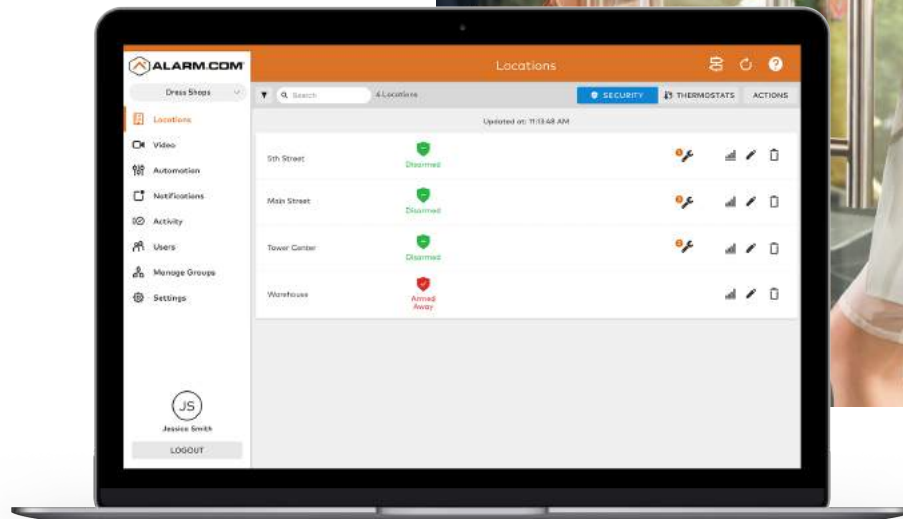 ALARM.COM
Locations
?
Dress Shops
Search
4 Locations
SECURITY
THERMOSTATS
ACTIONS
Updated at: 11:13:48 AM
Locations
Video
Automation
Notifications
Activity
Users
Manage Groups
Settings
5th Street
Disarmed
Main Street
Disarmed
Tower Center
Disarmed
Warehouse
Armed
Away
JS
Jessica Smith
LOGOUT